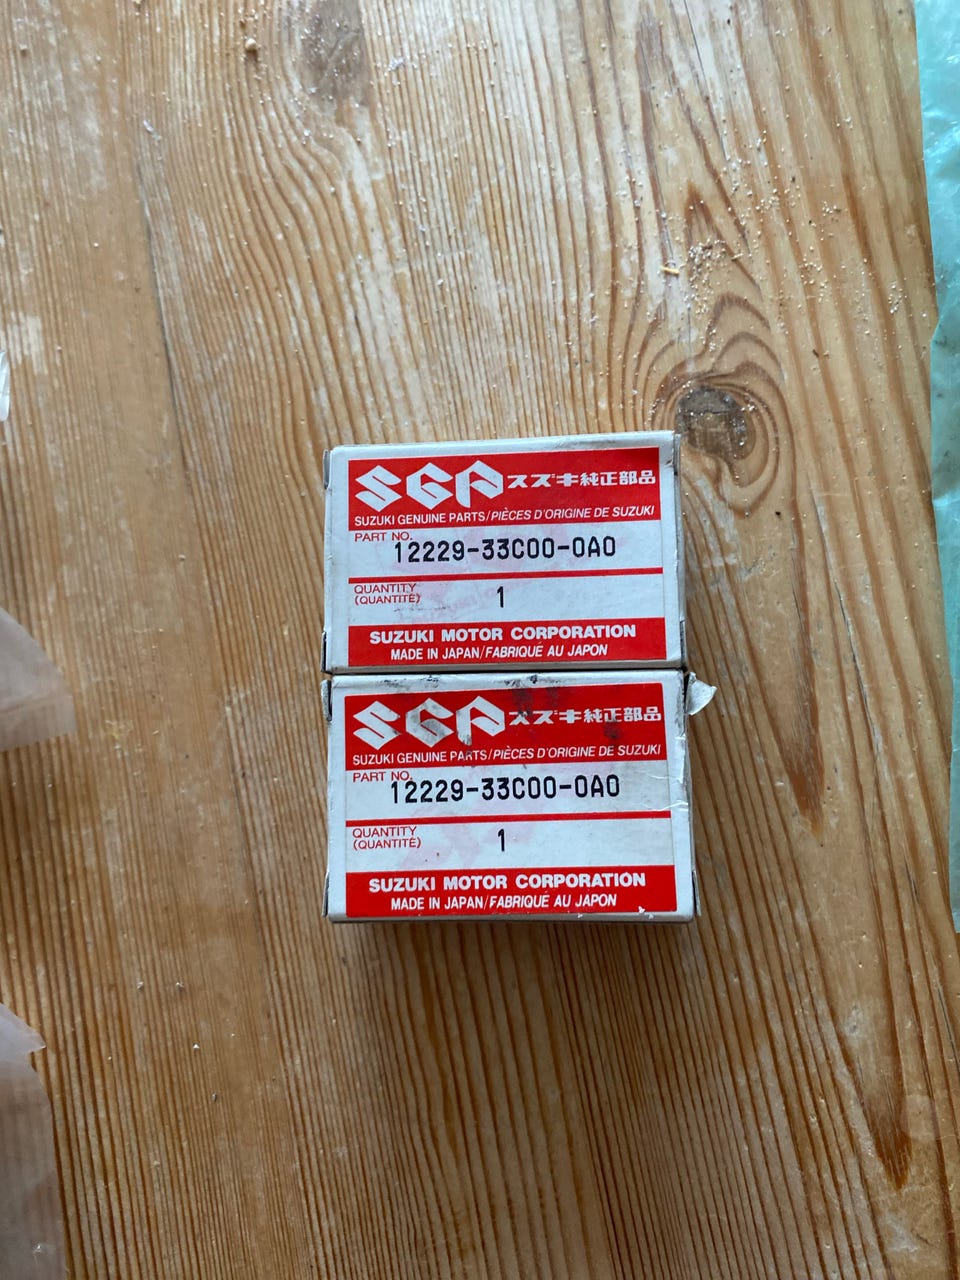 SGP スズキ純正部品
SUZUKI GENUINE PARTS/PIÈCES D'ORIGINE DE SUZUKI
PART NO.
12229-33C00-0A0
QUANTITY
(QUANTITÉ)
1
SUZUKI MOTOR CORPORATION
MADE IN JAPAN/FABRIQUÉ AU JAPON
SGP スズキ純正部品
SUZUKI GENUINE PARTS/PIÈCES D'ORIGINE DE SUZUKI
PART NO.
12229-33C00-0A0
QUANTITY
(QUANTITÉ)
1
SUZUKI MOTOR CORPORATION
MADE IN JAPAN/FABRIQUÉ AU JAPON